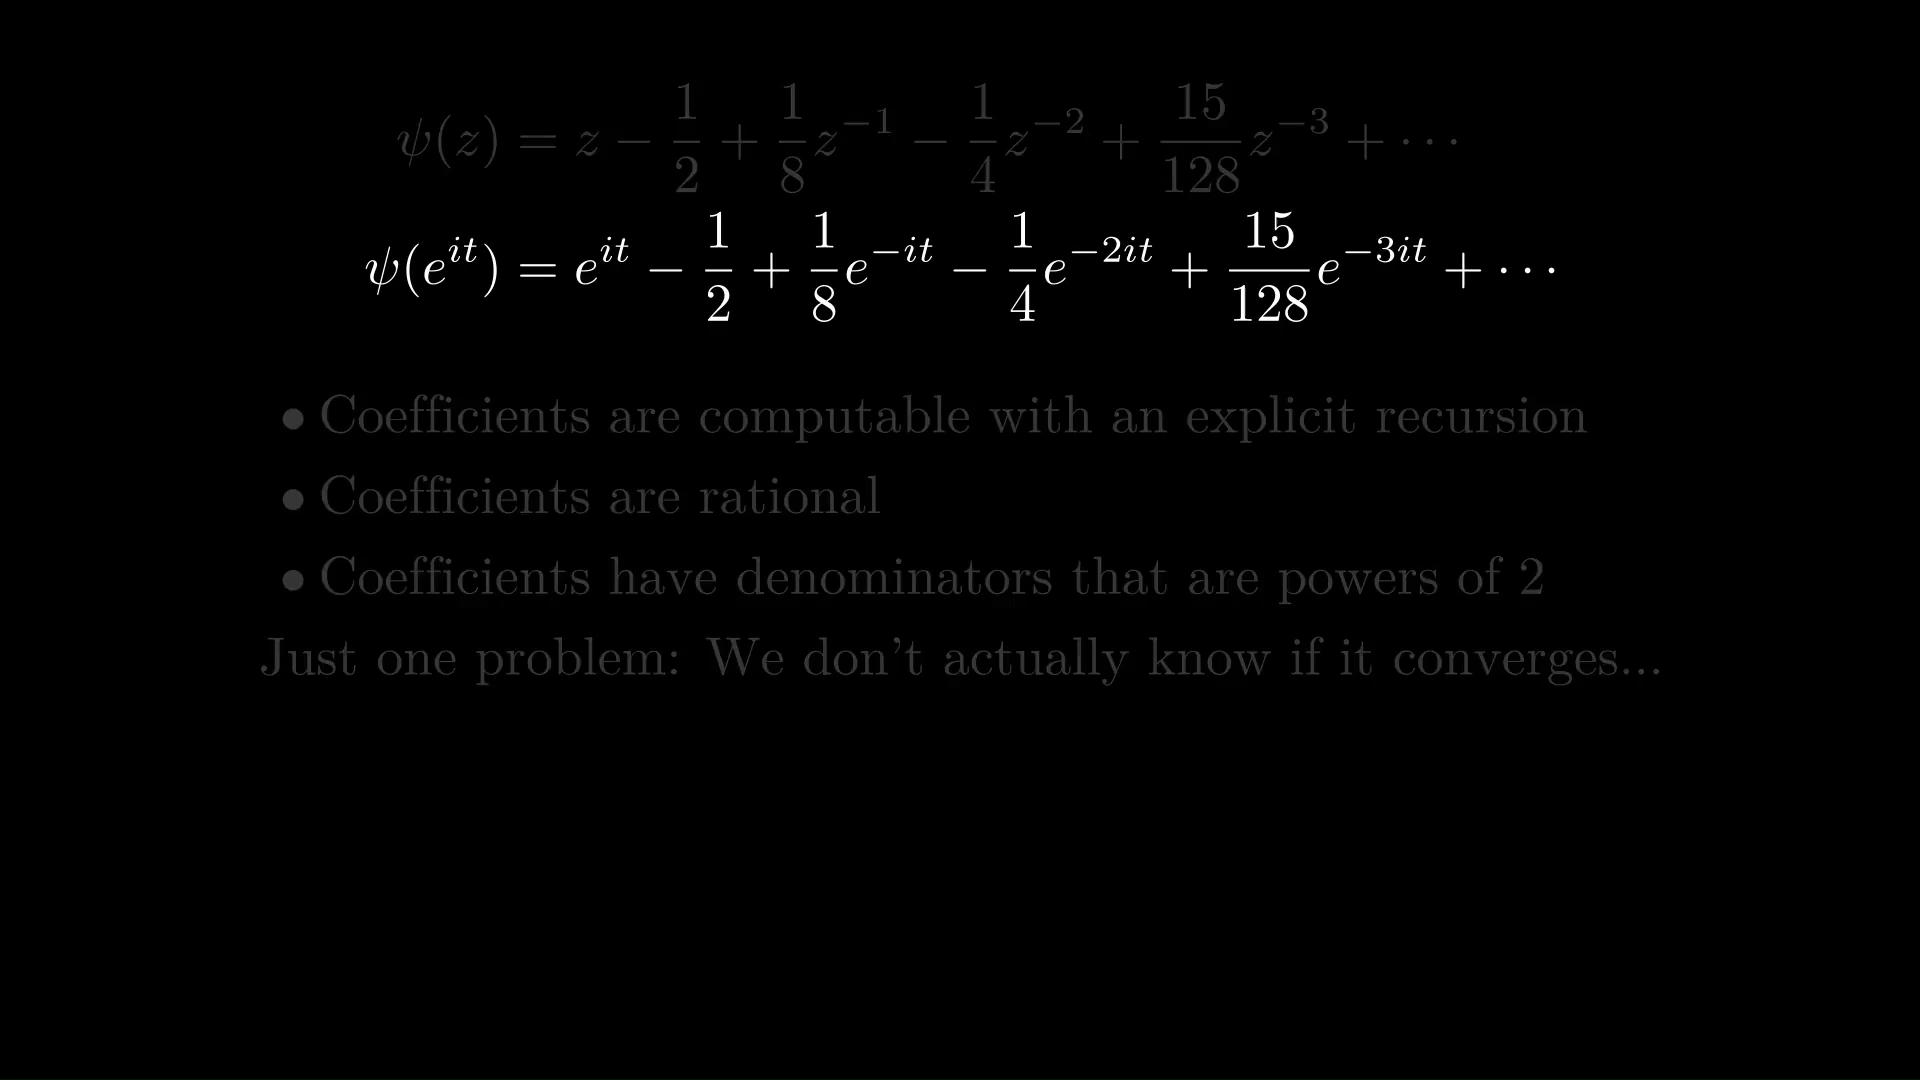 ψ(z) = z − 1/2 + 1/8 z⁻¹ − 1/4 z⁻² + 15/128 z⁻³ + ⋯
ψ(eⁱᵗ) = eⁱᵗ − 1/2 + 1/8 e⁻ⁱᵗ − 1/4 e⁻²ⁱᵗ + 15/128 e⁻³ⁱᵗ + ⋯
• Coefficients are computable with an explicit recursion
• Coefficients are rational
• Coefficients have denominators that are powers of 2
Just one problem: We don't actually know if it converges...